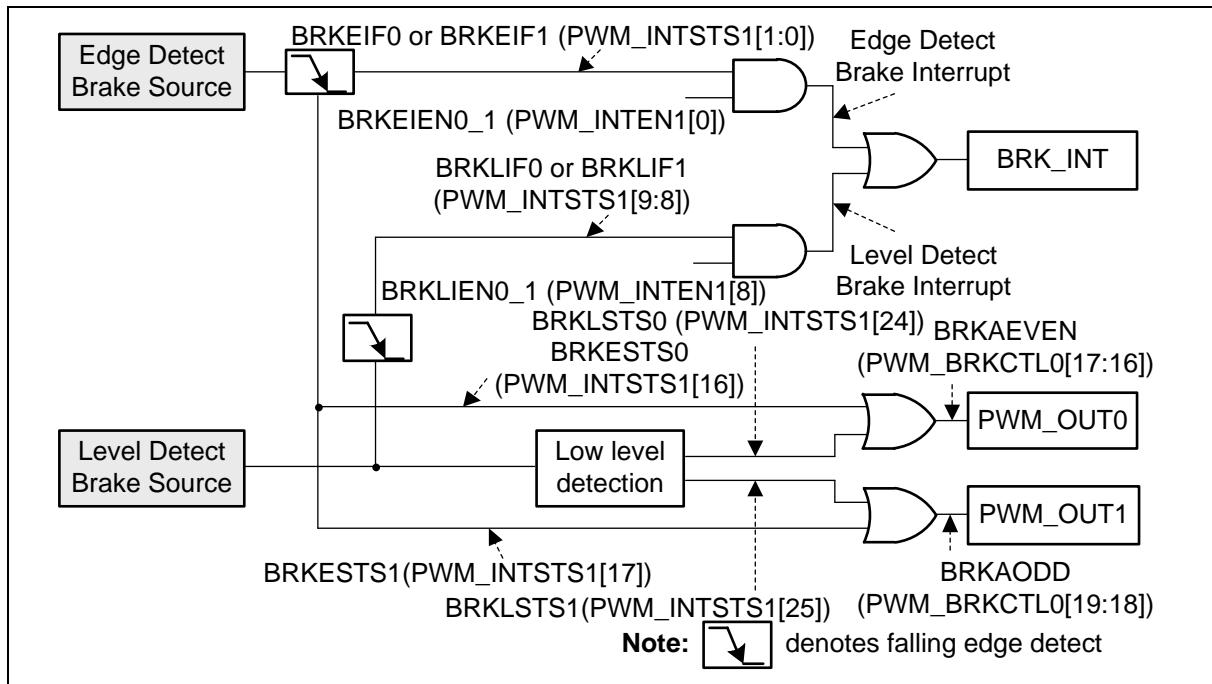 BRKEIF0 or BRKEIF1 (PWM_INTSTS1[1:0])
Edge Detect
Brake Source
Edge Detect
Brake Interrupt
BRKEIEN0_1 (PWM_INTEN1[0])
BRK_INT
BRKLIF0 or BRKLIF1
(PWM_INTSTS1[9:8])
Level Detect
Brake Interrupt
BRKLIEN0_1 (PWM_INTEN1[8])
BRKLSTS0 (PWM_INTSTS1[24])
BRKESTS0
(PWM_INTSTS1[16])
BRKAEVEN
(PWM_BRKCTL0[17:16])
PWM_OUT0
Level Detect
Brake Source
Low level
detection
PWM_OUT1
BRKESTS1(PWM_INTSTS1[17])
BRKLSTS1(PWM_INTSTS1[25])
BRKAODD
(PWM_BRKCTL0[19:18])
Note: denotes falling edge detect